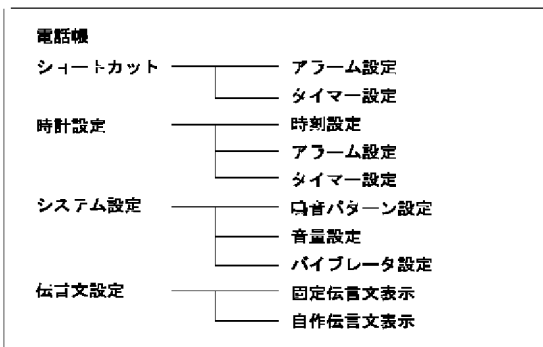 電話帳
ショートカット アラーム設定
タイマー設定
時計設定 時刻設定
アラーム設定
タイマー設定
システム設定 鳴音パターン設定
音量設定
バイブレータ設定
伝言文設定 固定伝言文表示
自作伝言文表示